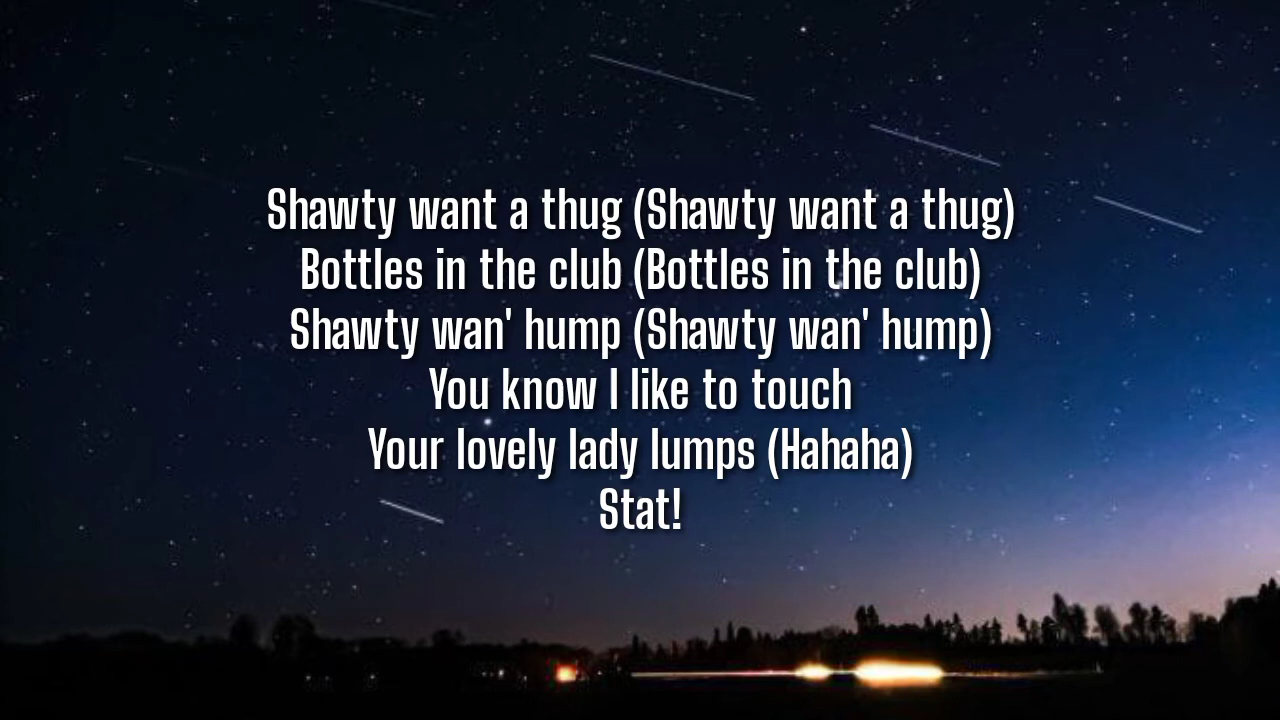 Shawty want a thug (Shawty want a thug)
Bottles in the club (Bottles in the club)
Shawty wan' hump (Shawty wan' hump)
You know I like to touch
Your lovely lady lumps (Hahaha)
Stat!